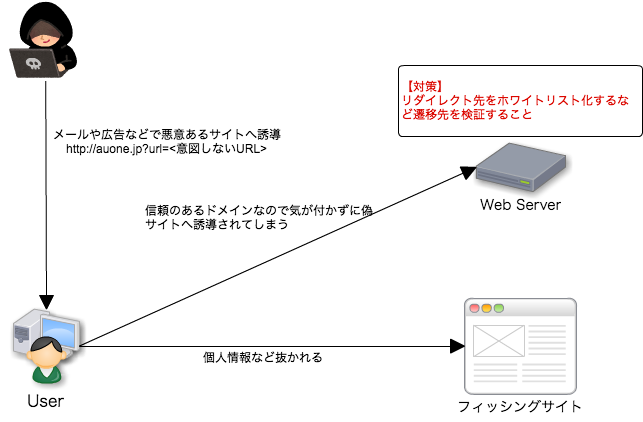 【対策】
リダイレクト先をホワイトリスト化するな
ど遷移先を検証すること
メールや広告などで悪意あるサイトへ誘導
http://auone.jp?url=<意図しないURL>
Web Server
信頼のあるドメインなので気が付かずに偽
サイトへ誘導されてしまう
個人情報など抜かれる
User
フィッシングサイト